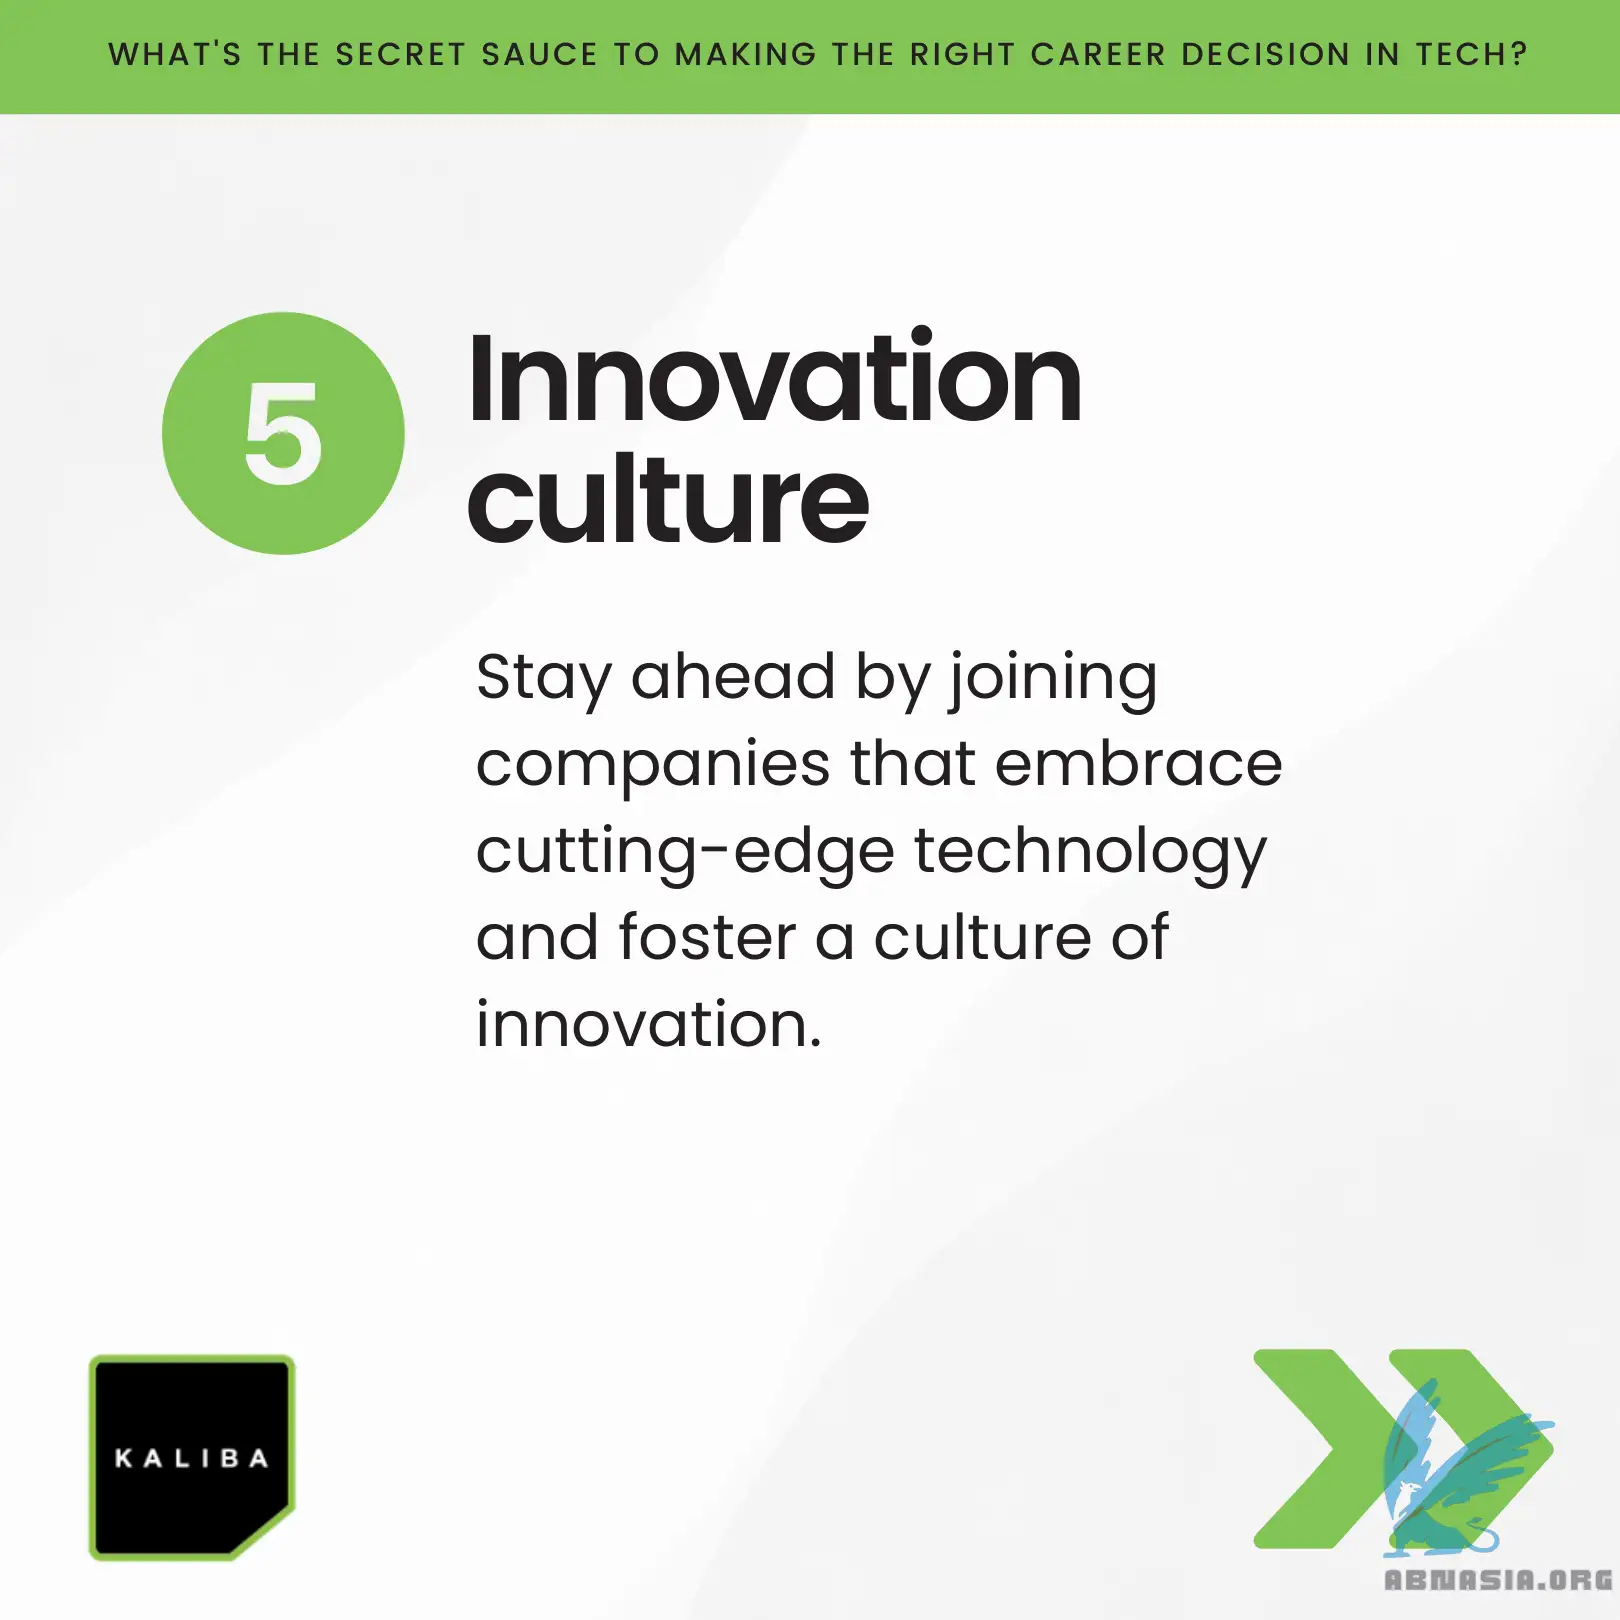 WHAT'S THE SECRET SAUCE TO MAKING THE RIGHT CAREER DECISION IN TECH?
5
Innovation
culture
Stay ahead by joining
companies that embrace
cutting-edge technology
and foster a culture of
innovation.
KALIBA
ABNASIA.ORG